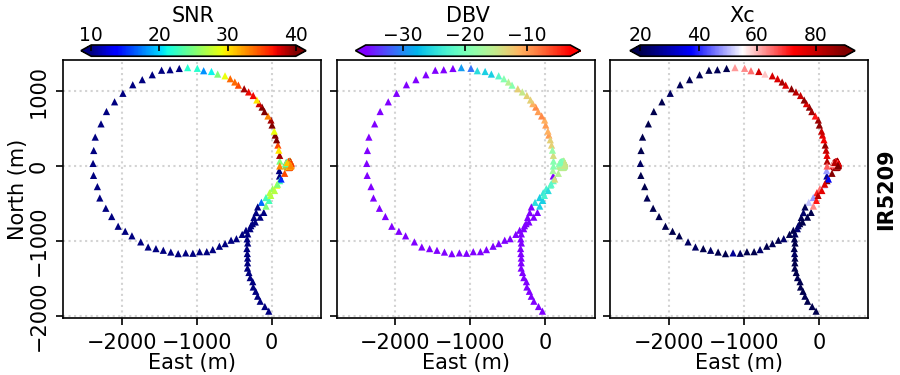 SNR DBV Xc
10 20 30 40 −30 −20 −10 20 40 60 80
1000
0
−1000
−2000
North (m)
IR5209
−2000 −1000 0 −2000 −1000 0 −2000 −1000 0
East (m) East (m) East (m)